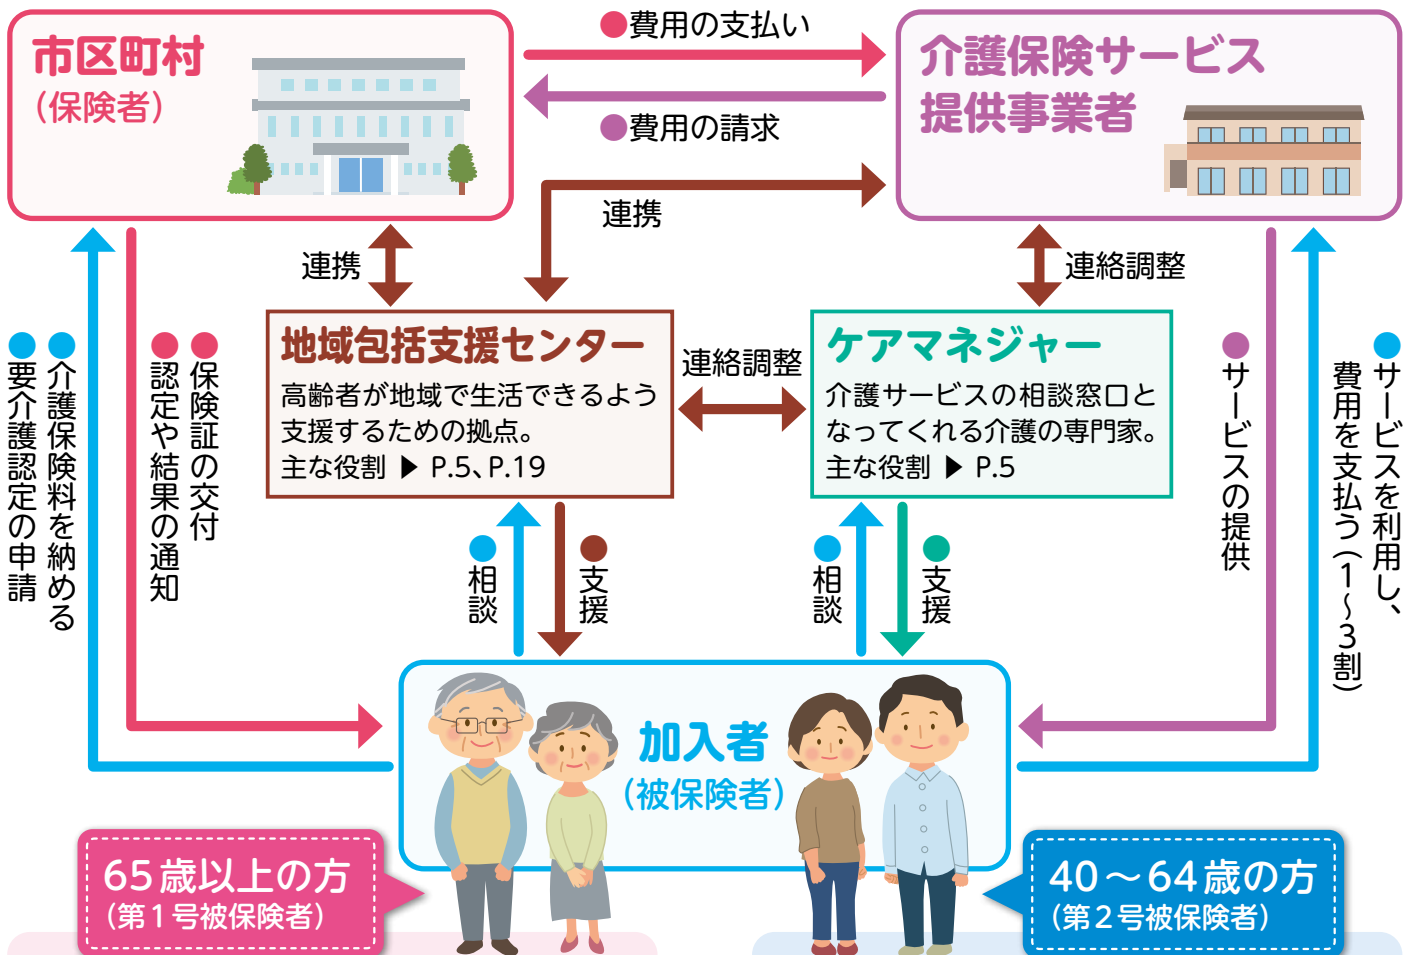 市区町村
（保険者）
●費用の支払い
●費用の請求
介護保険サービス
提供事業者
連携
連携
連絡調整
地域包括支援センター
高齢者が地域で生活できるよう
支援するための拠点。
主な役割 ▶ P.5、P.19
連絡調整
ケアマネジャー
介護サービスの相談窓口と
なってくれる介護の専門家。
主な役割 ▶ P.5
●介護保険料を納める
●要介護認定の申請
●保険証の交付
●認定や結果の通知
●相談
●支援
●相談
●支援
●サービスの提供
●サービスを利用し、
費用を支払う（1～3割）
加入者
（被保険者）
65歳以上の方
（第1号被保険者）
40～64歳の方
（第2号被保険者）